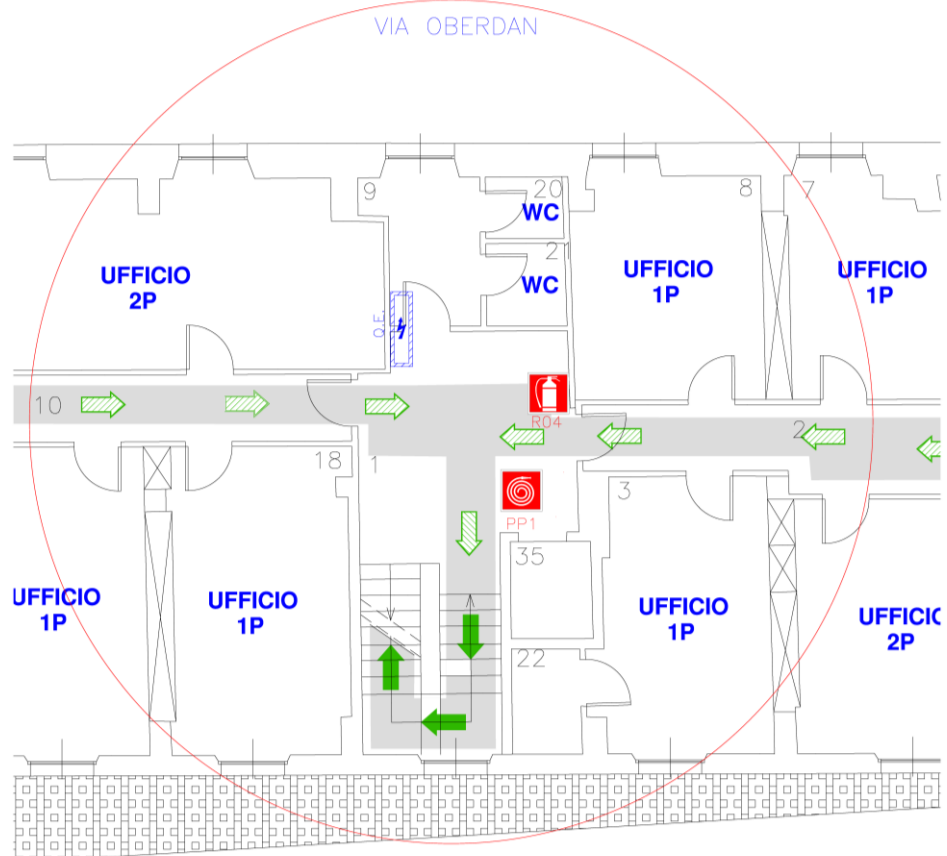 VIA OBERDAN
9
20
WC
8
7
21
WC
UFFICIO
2P
UFFICIO
1P
UFFICIO
1P
Q.E.
10
R04
2
18
1
PP1
3
35
UFFICIO
1P
UFFICIO
1P
UFFICIO
1P
UFFIC
2P
22